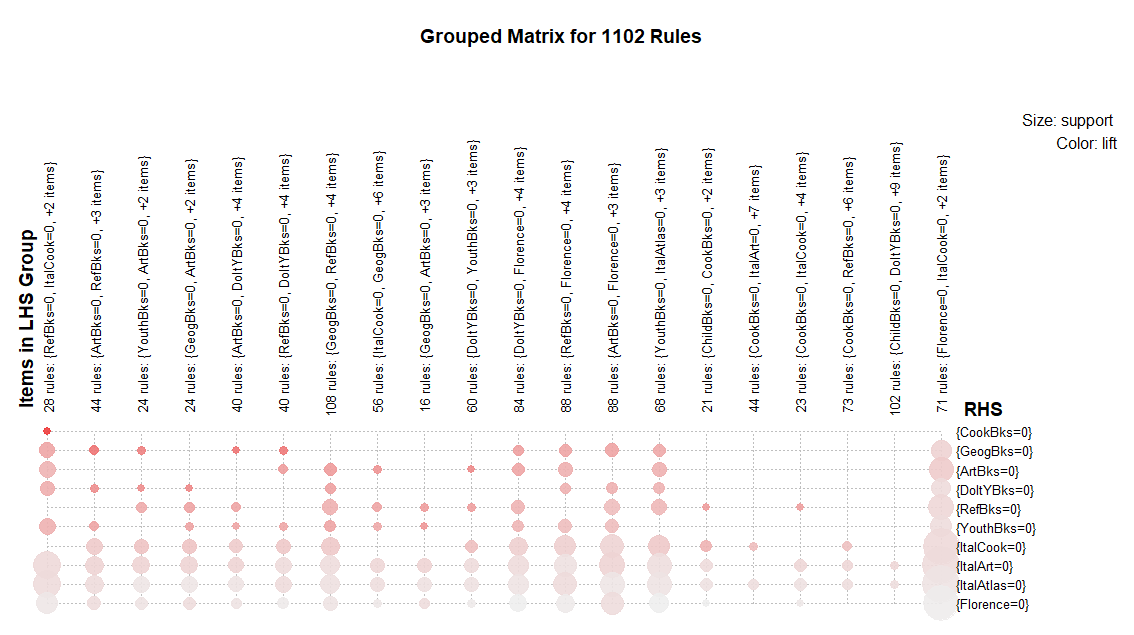 Grouped Matrix for 1102 Rules
Size: support
Color: lift
Items in LHS Group
28 rules: {RefBks=0, ItalCook=0, +2 items}
44 rules: {ArtBks=0, RefBks=0, +3 items}
24 rules: {YouthBks=0, ArtBks=0, +2 items}
24 rules: {GeogBks=0, ArtBks=0, +2 items}
40 rules: {ArtBks=0, DoItYBks=0, +4 items}
40 rules: {RefBks=0, DoItYBks=0, +4 items}
108 rules: {GeogBks=0, RefBks=0, +4 items}
56 rules: {ItalCook=0, GeogBks=0, +6 items}
16 rules: {GeogBks=0, ArtBks=0, +3 items}
60 rules: {DoItYBks=0, YouthBks=0, +3 items}
84 rules: {DoItYBks=0, Florence=0, +4 items}
88 rules: {RefBks=0, Florence=0, +4 items}
88 rules: {ArtBks=0, Florence=0, +3 items}
68 rules: {YouthBks=0, ItalAtlas=0, +3 items}
21 rules: {ChildBks=0, CookBks=0, +2 items}
44 rules: {CookBks=0, ItalArt=0, +7 items}
23 rules: {CookBks=0, ItalCook=0, +4 items}
73 rules: {CookBks=0, RefBks=0, +6 items}
102 rules: {ChildBks=0, DoItYBks=0, +9 items}
71 rules: {Florence=0, ItalCook=0, +2 items}
RHS
{CookBks=0}
{GeogBks=0}
{ArtBks=0}
{DoItYBks=0}
{RefBks=0}
{YouthBks=0}
{ItalCook=0}
{ItalArt=0}
{ItalAtlas=0}
{Florence=0}